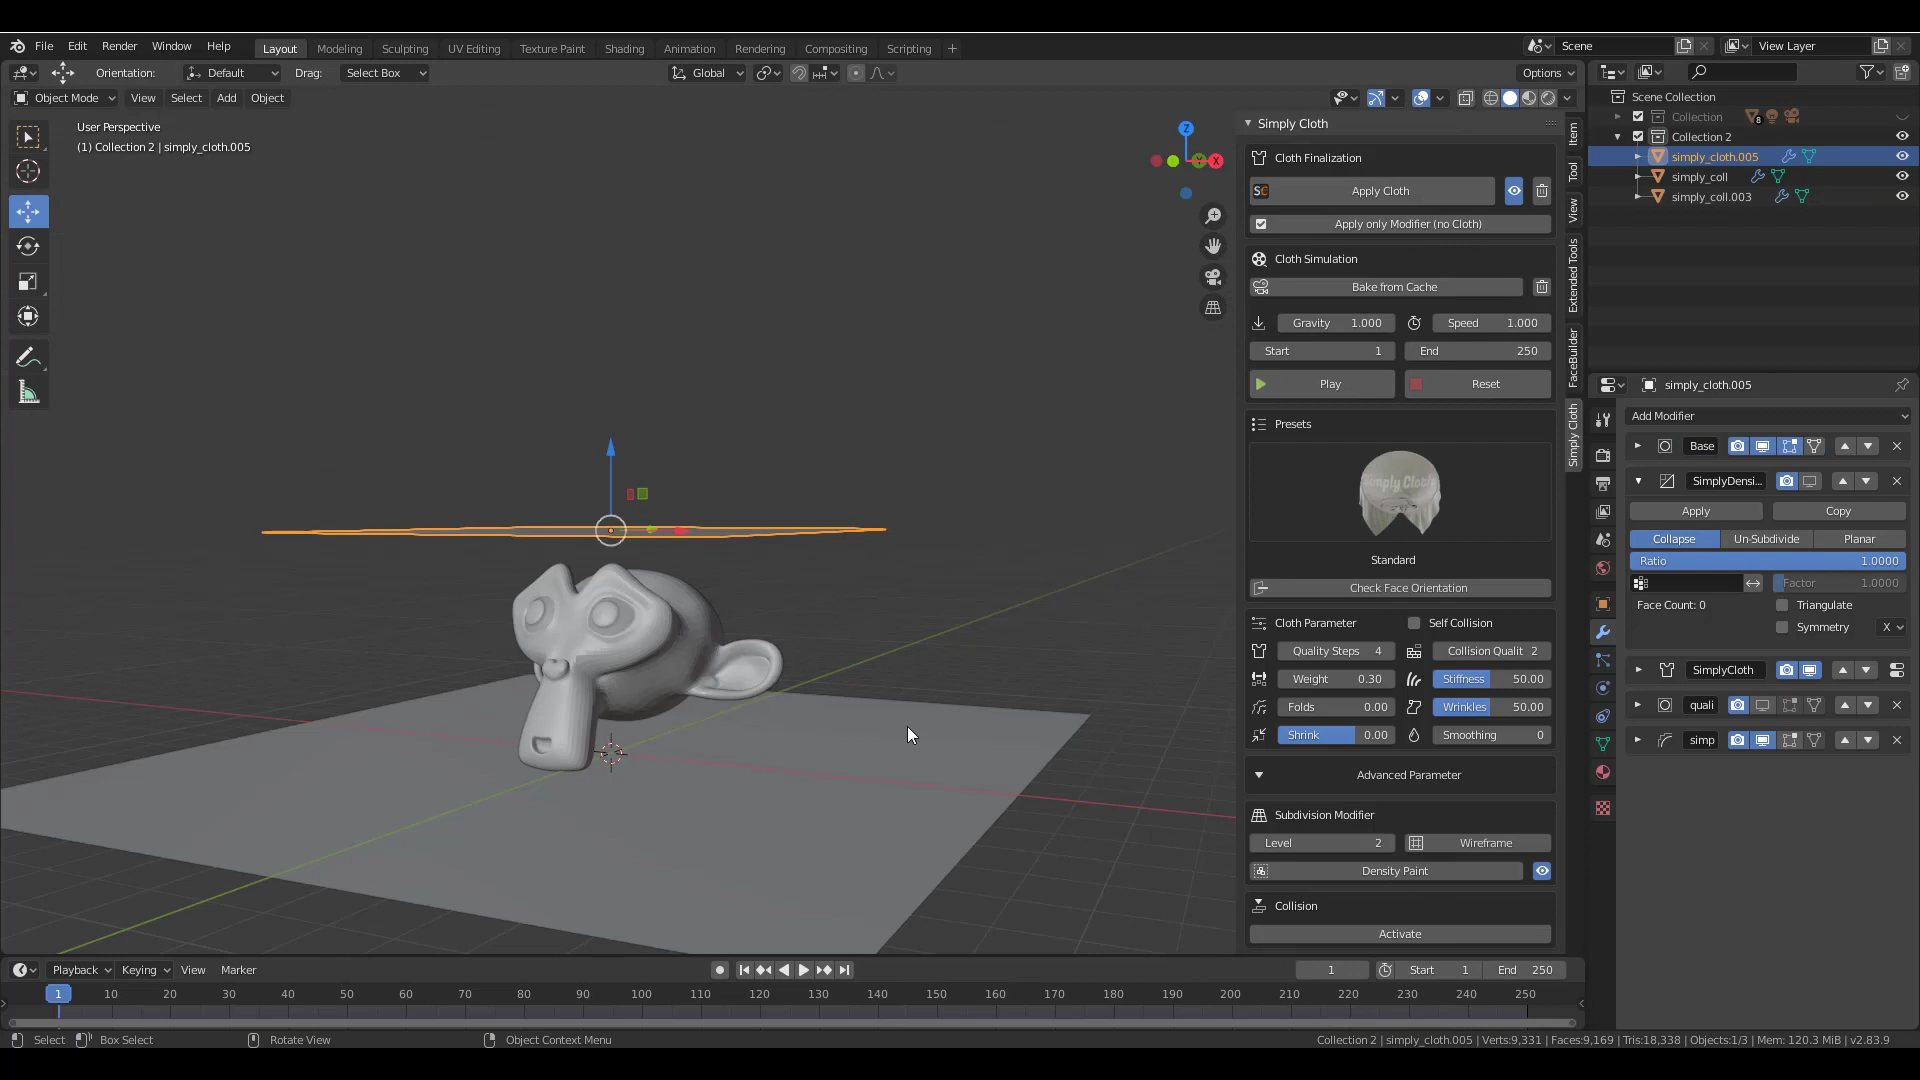 File Edit Render Window Help Layout Modeling Sculpting UV Editing Texture Paint Shading Animation Rendering Compositing Scripting Scene View Layer
Orientation: Default Drag: Select Box Global Options
Object Mode View Select Add Object
User Perspective
(1) Collection 2 | simply_cloth.005
Z
Y
X
Simply Cloth
Cloth Finalization
SC Apply Cloth
Apply only Modifier (no Cloth)
Cloth Simulation
Bake from Cache
Gravity 1.000 Speed 1.000
Start 1 End 250
Play Reset
Presets
Simply Cloth
Standard
Check Face Orientation
Cloth Parameter Self Collision
Quality Steps 4 Collision Qualit 2
Weight 0.30 Stiffness 50.00
Folds 0.00 Wrinkles 50.00
Shrink 0.00 Smoothing 0
Advanced Parameter
Subdivision Modifier
Level 2 Wireframe
Density Paint
Collision
Activate
Item
Tool
View
Extended Tools
FaceBuilder
Simply Cloth
Scene Collection
Collection 8
Collection 2
simply_cloth.005
simply_coll
simply_coll.003
simply_cloth.005
Add Modifier
Base
SimplyDensi...
Apply Copy
Collapse Un-Subdivide Planar
Ratio 1.0000
Factor 1.0000
Face Count: 0 Triangulate
Symmetry X
SimplyCloth
quali
simp
Playback Keying View Marker 1 Start 1 End 250
1 10 20 30 40 50 60 70 80 90 100 110 120 130 140 150 160 170 180 190 200 210 220 230 240 250
Select Box Select Rotate View Object Context Menu Collection 2 | simply_cloth.005 | Verts:9,331 | Faces:9,169 | Tris:18,338 | Objects:1/3 | Mem: 120.3 MiB | v2.83.9